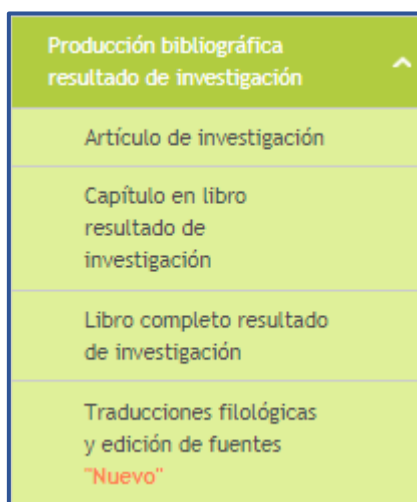 Producción bibliográfica
resultado de investigación
Artículo de investigación
Capítulo en libro
resultado de
investigación
Libro completo resultado
de investigación
Traducciones filológicas
y edición de fuentes
"Nuevo"